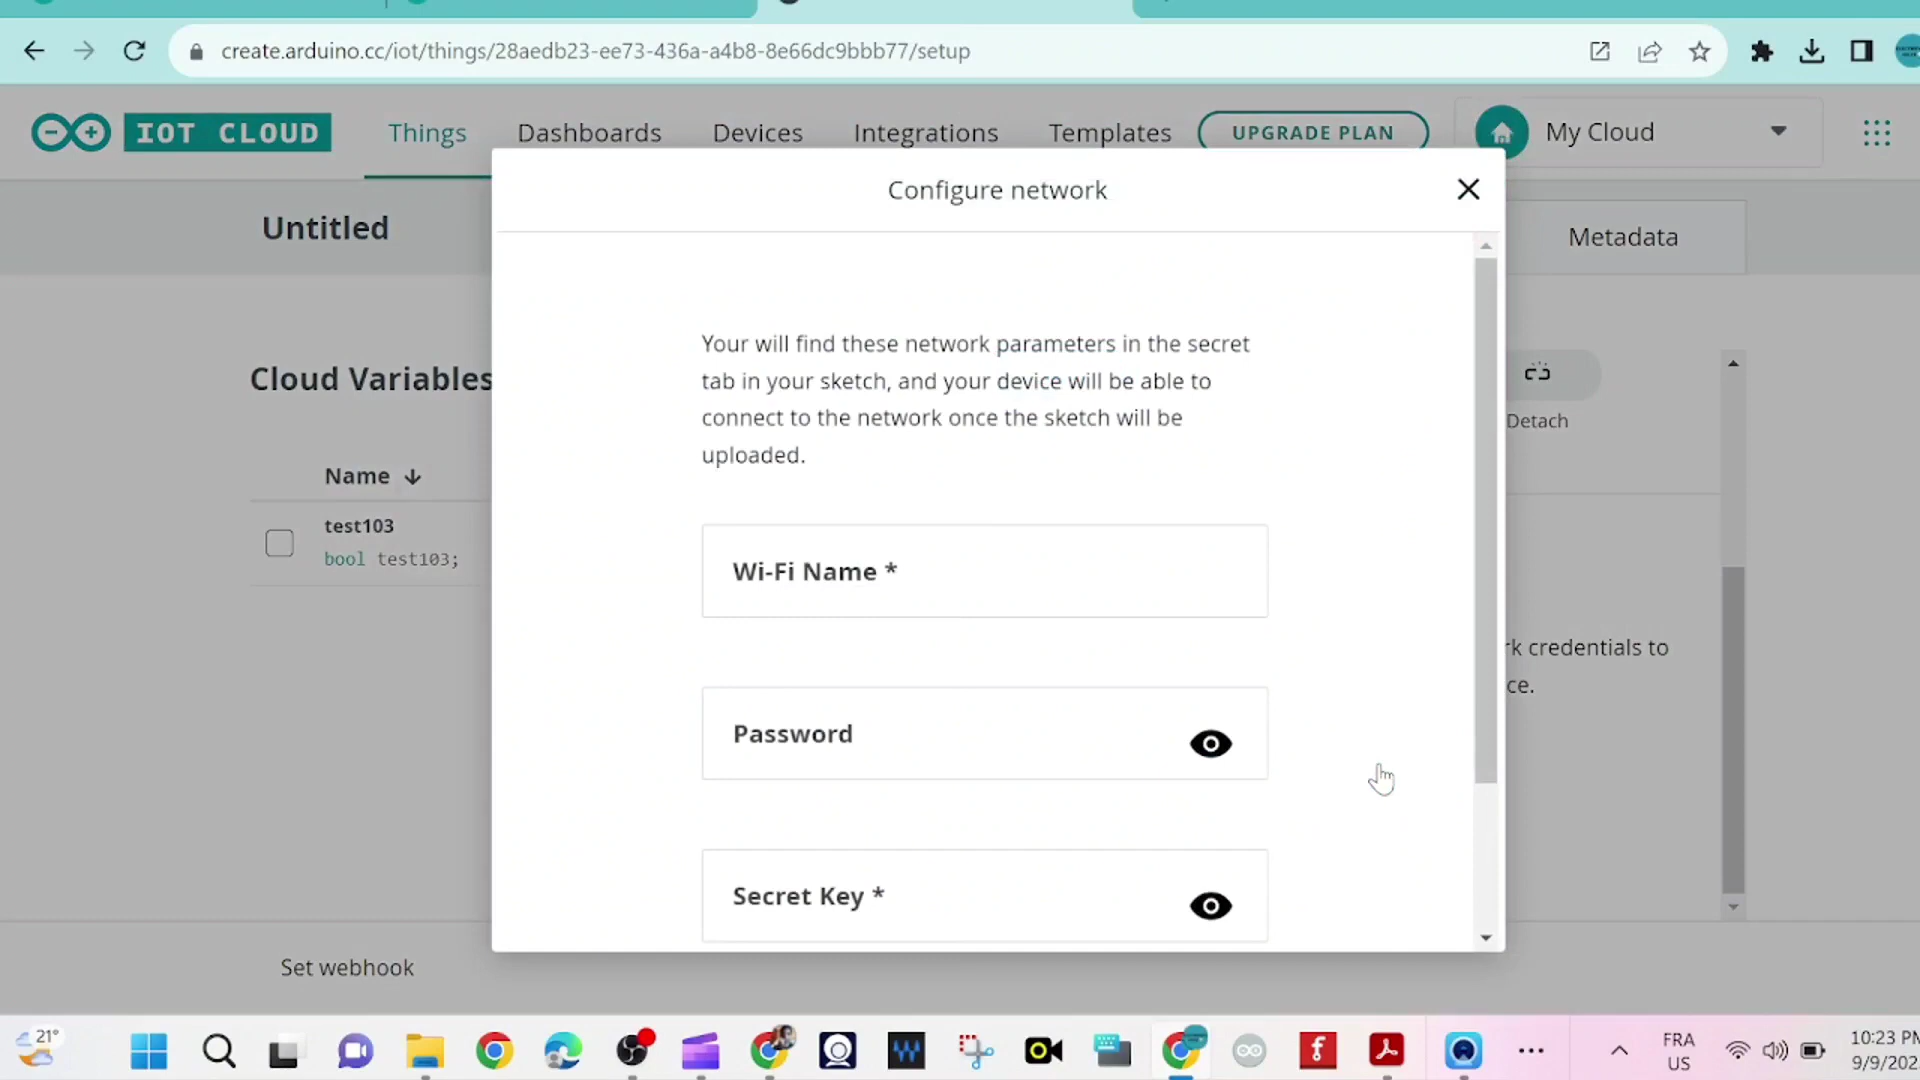 create.arduino.cc/iot/things/28aedb23-ee73-436a-a4b8-8e66dc9bbb77/setup
IOT CLOUD Things Dashboards Devices Integrations Templates UPGRADE PLAN My Cloud
Configure network
Untitled
Metadata
Your will find these network parameters in the secret
tab in your sketch, and your device will be able to
connect to the network once the sketch will be
uploaded.
Cloud Variables
Detach
Name
test103
bool test103;
Wi-Fi Name *
credentials to
Password
Secret Key *
Set webhook
21°
FRA
US
10:23
9/9/202